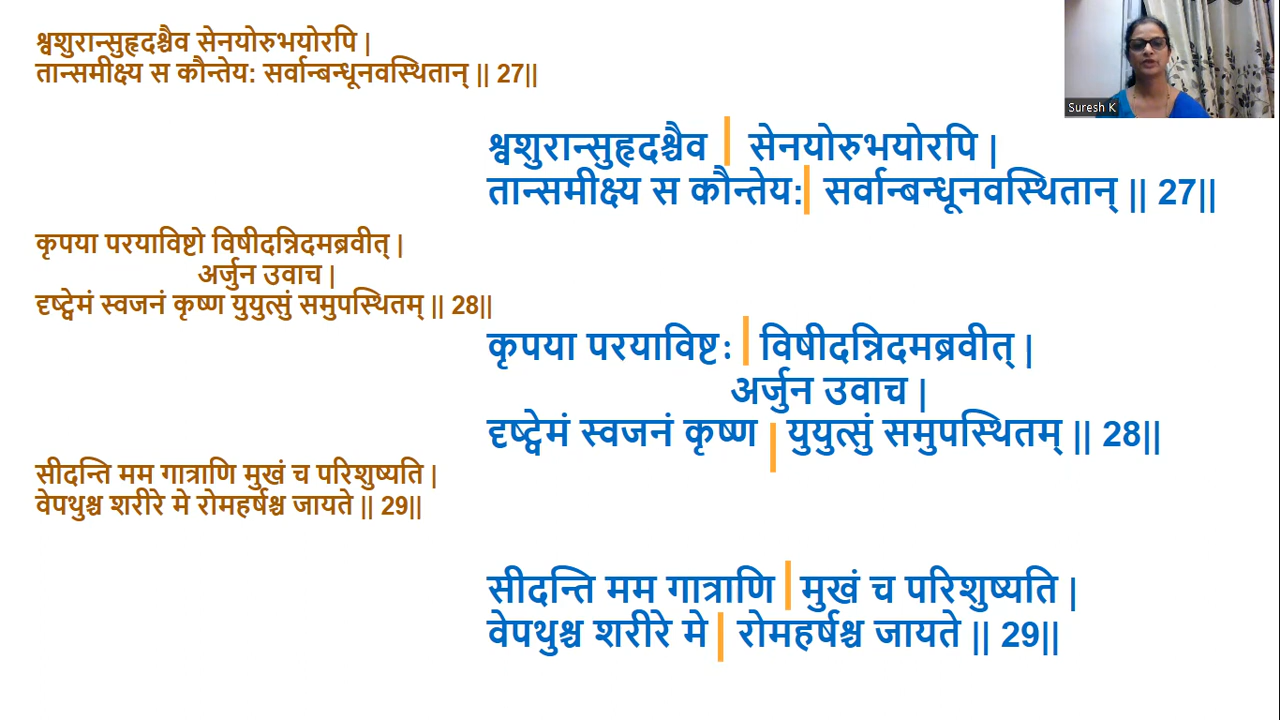 श्वशुरान्सुहृदश्चैव सेनयोरुभयोरपि |
तान्समीक्ष्य स कौन्तेय: सर्वान्बन्धूनवस्थितान् || 27||
Suresh K
श्वशुरान्सुहृदश्चैव | सेनयोरुभयोरपि |
तान्समीक्ष्य स कौन्तेय:| सर्वान्बन्धूनवस्थितान् || 27||
कृपया परयाविष्टो विषीदन्निदमब्रवीत् |
अर्जुन उवाच |
दृष्ट्वेमं स्वजनं कृष्ण युयुत्सुं समुपस्थितम् || 28||
कृपया परयाविष्ट: | विषीदन्निदमब्रवीत् |
अर्जुन उवाच |
दृष्ट्वेमं स्वजनं कृष्ण | युयुत्सुं समुपस्थितम् || 28||
सीदन्ति मम गात्राणि मुखं च परिशुष्यति |
वेपथुश्च शरीरे मे रोमहर्षश्च जायते || 29||
सीदन्ति मम गात्राणि | मुखं च परिशुष्यति |
वेपथुश्च शरीरे मे | रोमहर्षश्च जायते || 29||